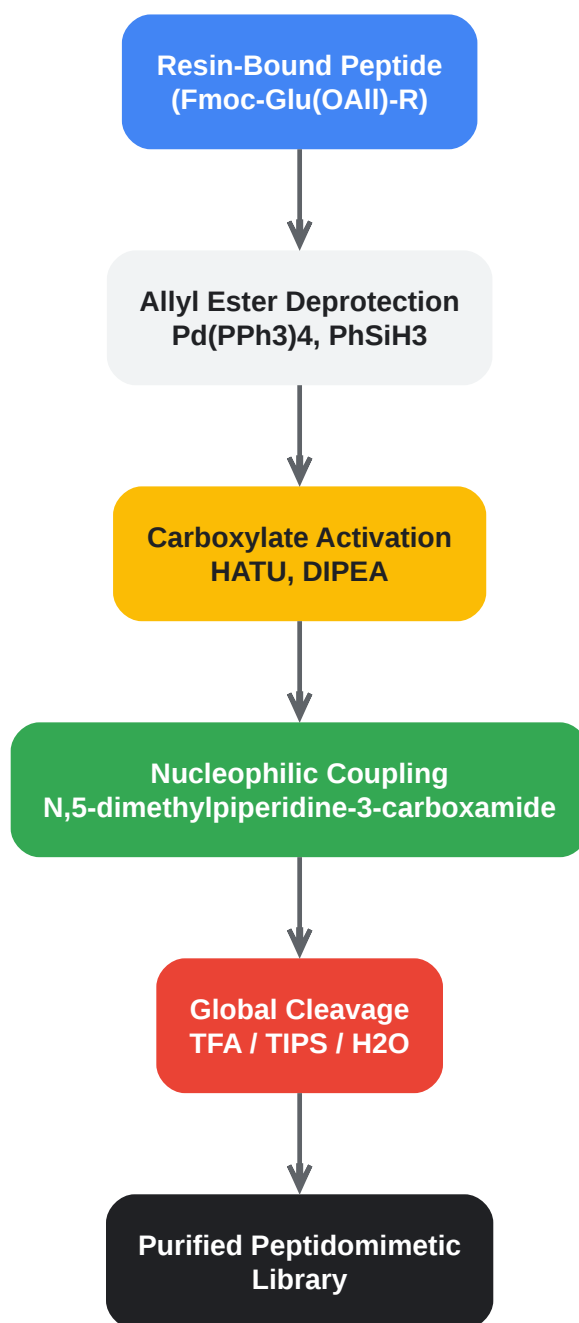 Resin-Bound Peptide
(Fmoc-Glu(OAll)-R)
Allyl Ester Deprotection
Pd(PPh3)4, PhSiH3
Carboxylate Activation
HATU, DIPEA
Nucleophilic Coupling
N,5-dimethylpiperidine-3-carboxamide
Global Cleavage
TFA / TIPS / H2O
Purified Peptidomimetic
Library